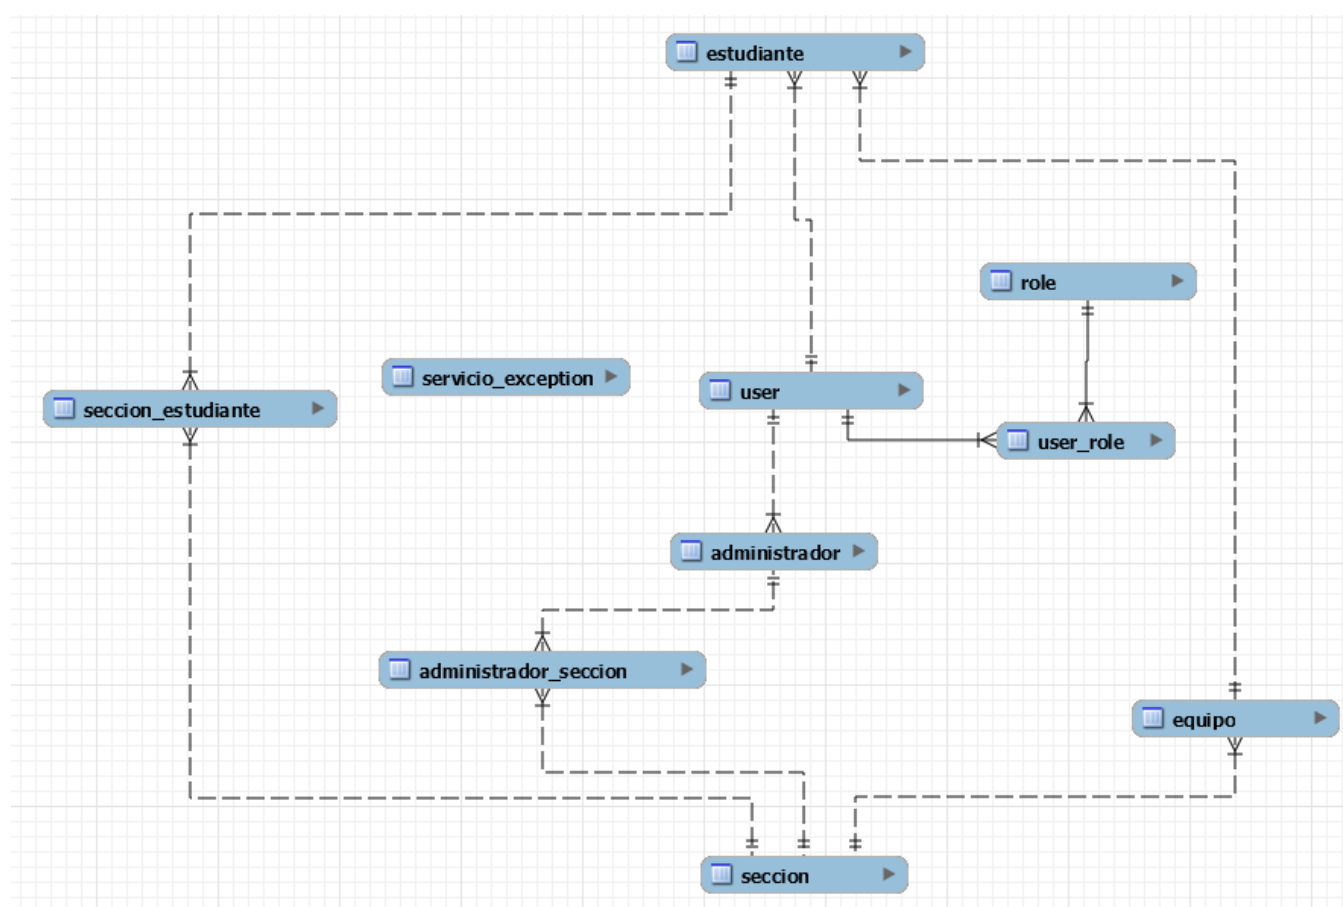 estudiante
role
servicio_exception
user
seccion_estudiante
user_role
administrador
administrador_seccion
equipo
seccion